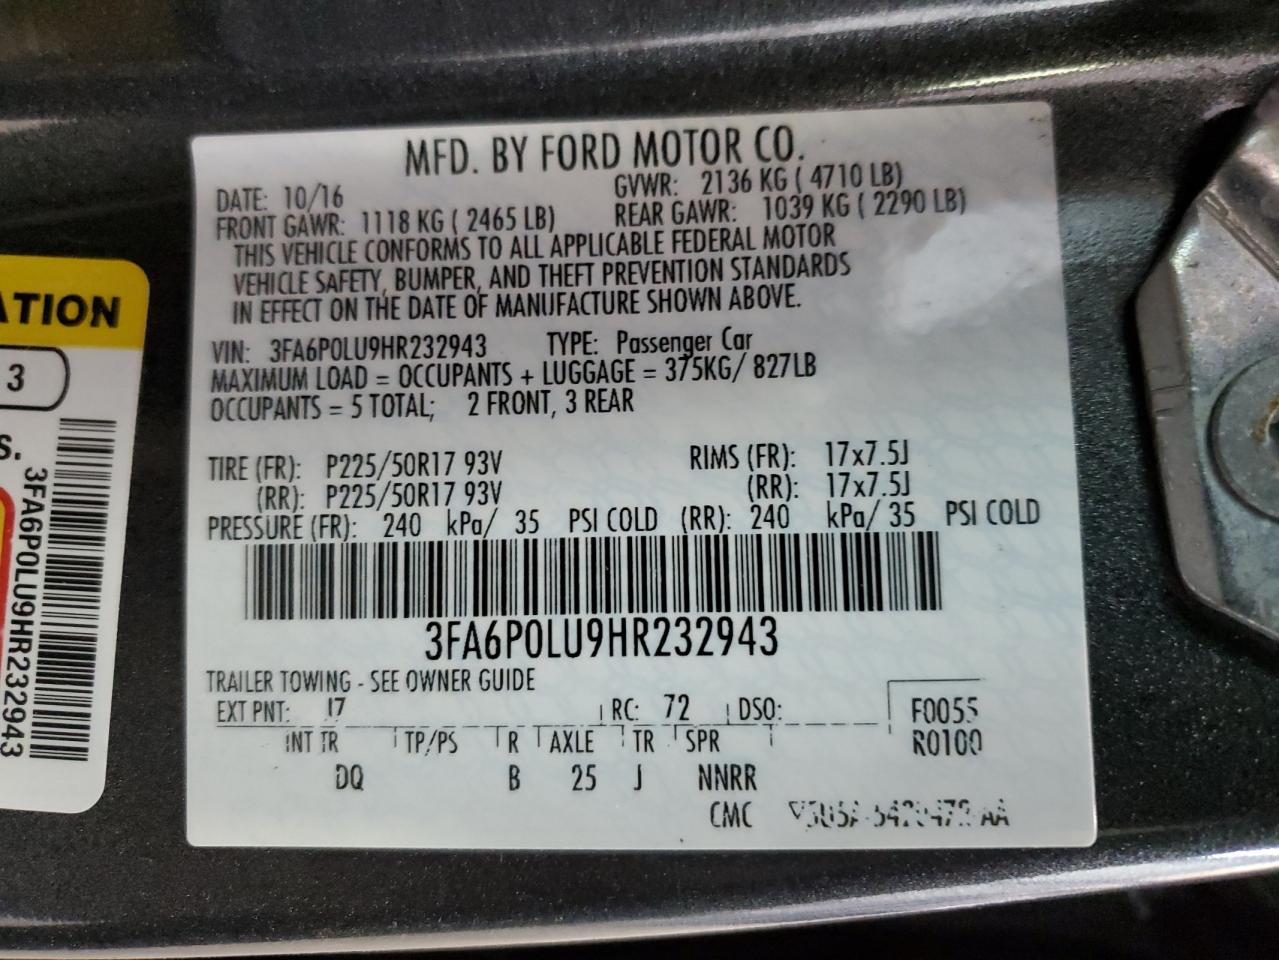 MFD. BY FORD MOTOR CO.
DATE: 10/16 GVWR: 2136 KG ( 4710 LB)
FRONT GAWR: 1118 KG ( 2465 LB) REAR GAWR: 1039 KG ( 2290 LB)
THIS VEHICLE CONFORMS TO ALL APPLICABLE FEDERAL MOTOR
VEHICLE SAFETY, BUMPER, AND THEFT PREVENTION STANDARDS
IN EFFECT ON THE DATE OF MANUFACTURE SHOWN ABOVE.
VIN: 3FA6P0LU9HR232943 TYPE: Passenger Car
MAXIMUM LOAD = OCCUPANTS + LUGGAGE = 375KG/ 827LB
OCCUPANTS = 5 TOTAL; 2 FRONT, 3 REAR
TIRE (FR): P225/50R17 93V RIMS (FR): 17x7.5J
(RR): P225/50R17 93V (RR): 17x7.5J
PRESSURE (FR): 240 kPa/ 35 PSI COLD (RR): 240 kPa/ 35 PSI COLD
3FA6P0LU9HR232943
TRAILER TOWING - SEE OWNER GUIDE
EXT PNT: J7 RC: 72 DSO: F0055
INT TR TP/PS R AXLE TR SPR R0100
DQ B 25 J NNRR
CMC
ATION
3
S.
3FA6P0LU9HR232943